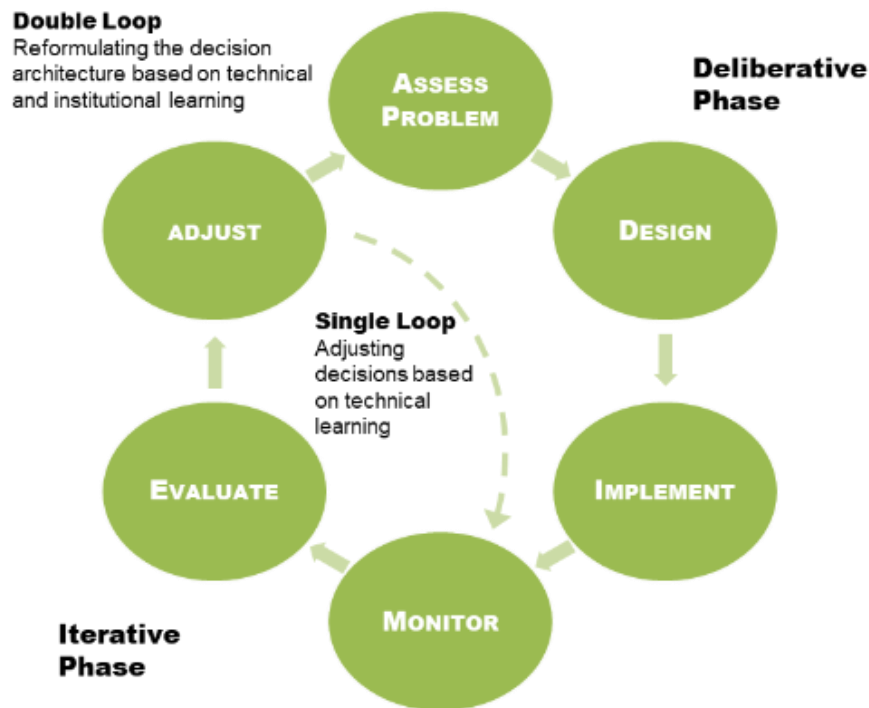 Double Loop
Reformulating the decision
architecture based on technical
and institutional learning
ASSESS
PROBLEM
Deliberative
Phase
ADJUST
DESIGN
Single Loop
Adjusting
decisions based
on technical
learning
EVALUATE
IMPLEMENT
MONITOR
Iterative
Phase